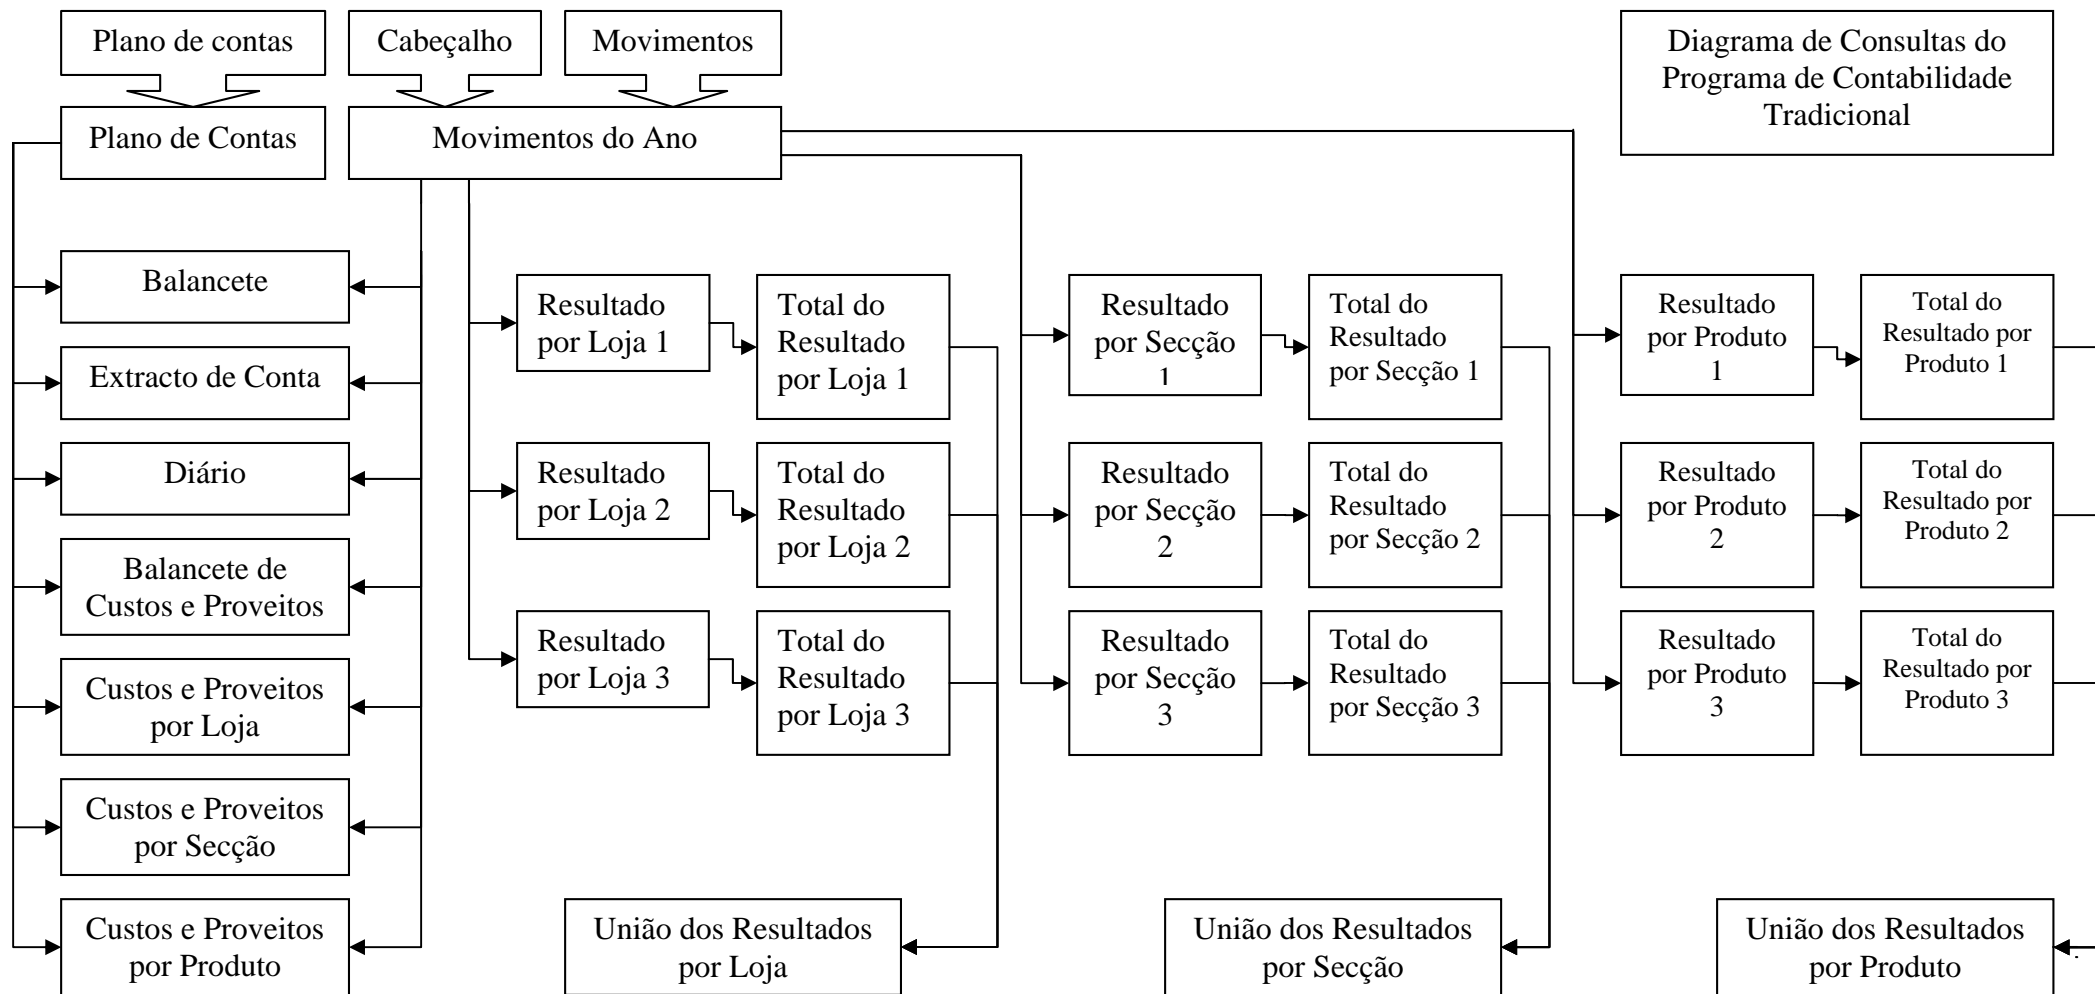 Plano de contas
Cabeçalho
Movimentos
Diagrama de Consultas do
Programa de Contabilidade
Tradicional
Plano de Contas
Movimentos do Ano
Balancete
Extracto de Conta
Diário
Balancete de
Custos e Proveitos
Custos e Proveitos
por Loja
Custos e Proveitos
por Secção
Custos e Proveitos
por Produto
Resultado
por Loja 1
Total do
Resultado
por Loja 1
Resultado
por Loja 2
Total do
Resultado
por Loja 2
Resultado
por Loja 3
Total do
Resultado
por Loja 3
União dos Resultados
por Loja
Resultado
por Secção
1
Total do
Resultado
por Secção 1
Resultado
por Secção
2
Total do
Resultado
por Secção 2
Resultado
por Secção
3
Total do
Resultado
por Secção 3
União dos Resultados
por Secção
Resultado
por Produto
1
Total do
Resultado por
Produto 1
Resultado
por Produto
2
Total do
Resultado por
Produto 2
Resultado
por Produto
3
Total do
Resultado por
Produto 3
União dos Resultados
por Produto